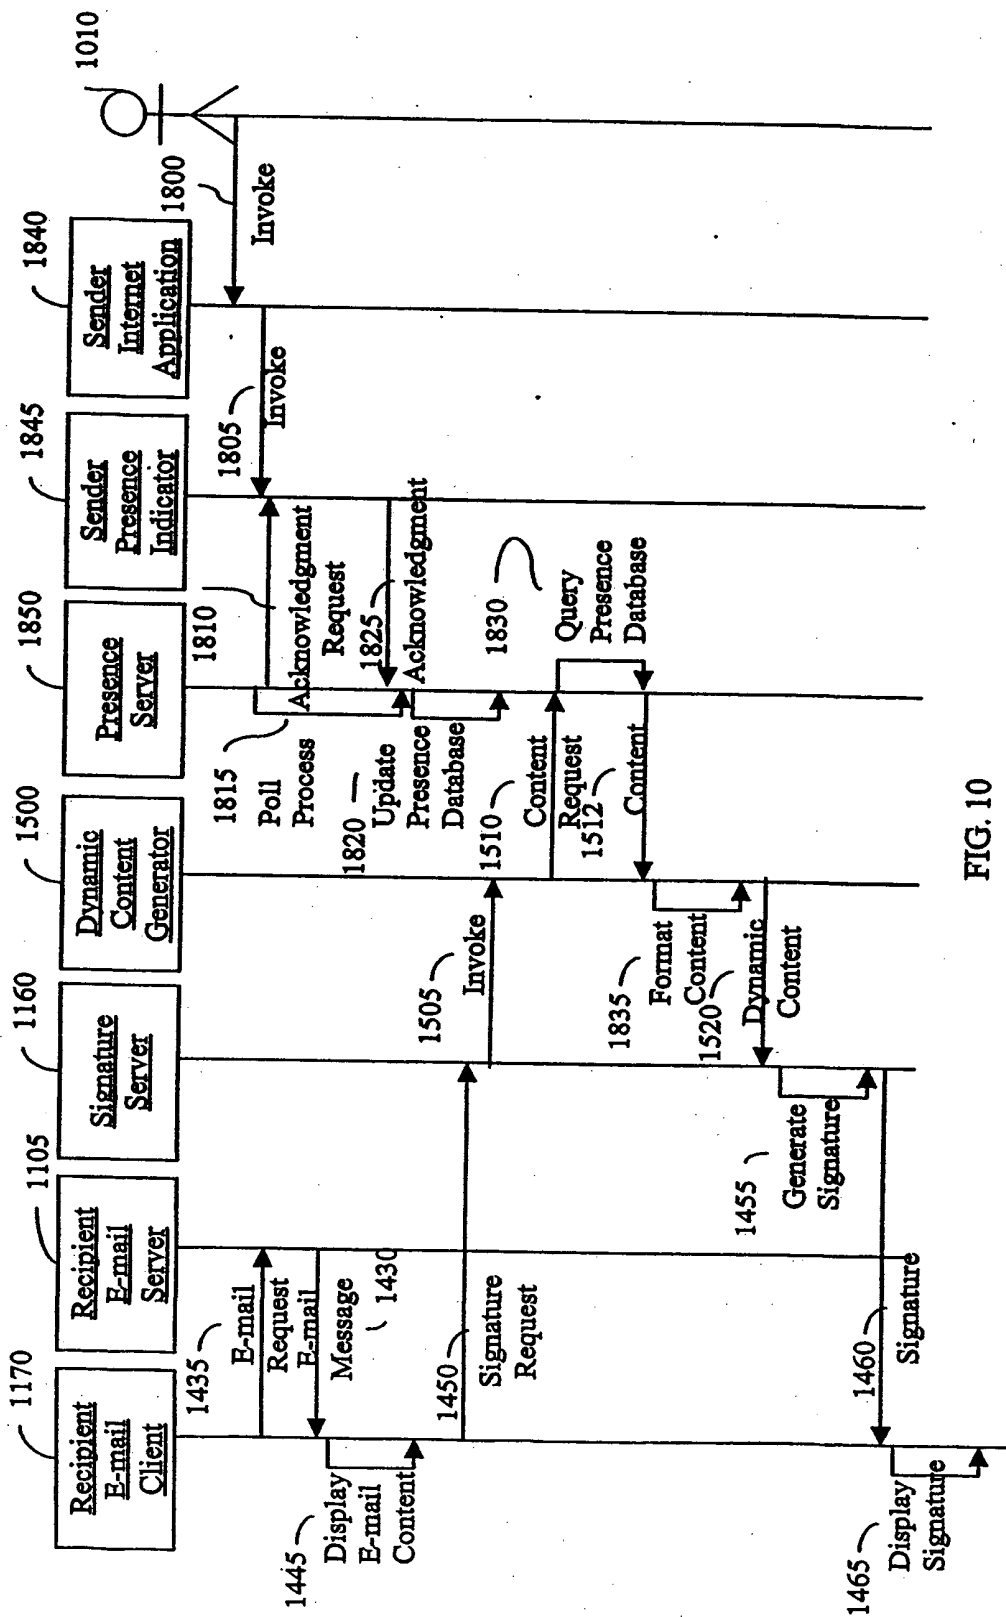 1170
Recipient
E-mail
Client
1105
Recipient
E-mail
Server
1160
Signature
Server
1500
Dynamic
Content
Generator
1850
Presence
Server
1845
Sender
Presence
Indicator
1840
Sender
Internet
Application
1010
1800
Invoke
1805
Invoke
1810
Acknowledgment
Request
1815
Poll
Process
1825
Acknowledgment
1820
Update
Presence
Database
1435
E-mail
Request
E-mail
Message
1430
1445
Display
E-mail
Content
1450
Signature
Request
1505
Invoke
1510
Content
Request
1830
Query
Presence
Database
1512
Content
1835
Format
Content
1520
Dynamic
Content
1455
Generate
Signature
1460
Signature
1465
Display
Signature
FIG. 10